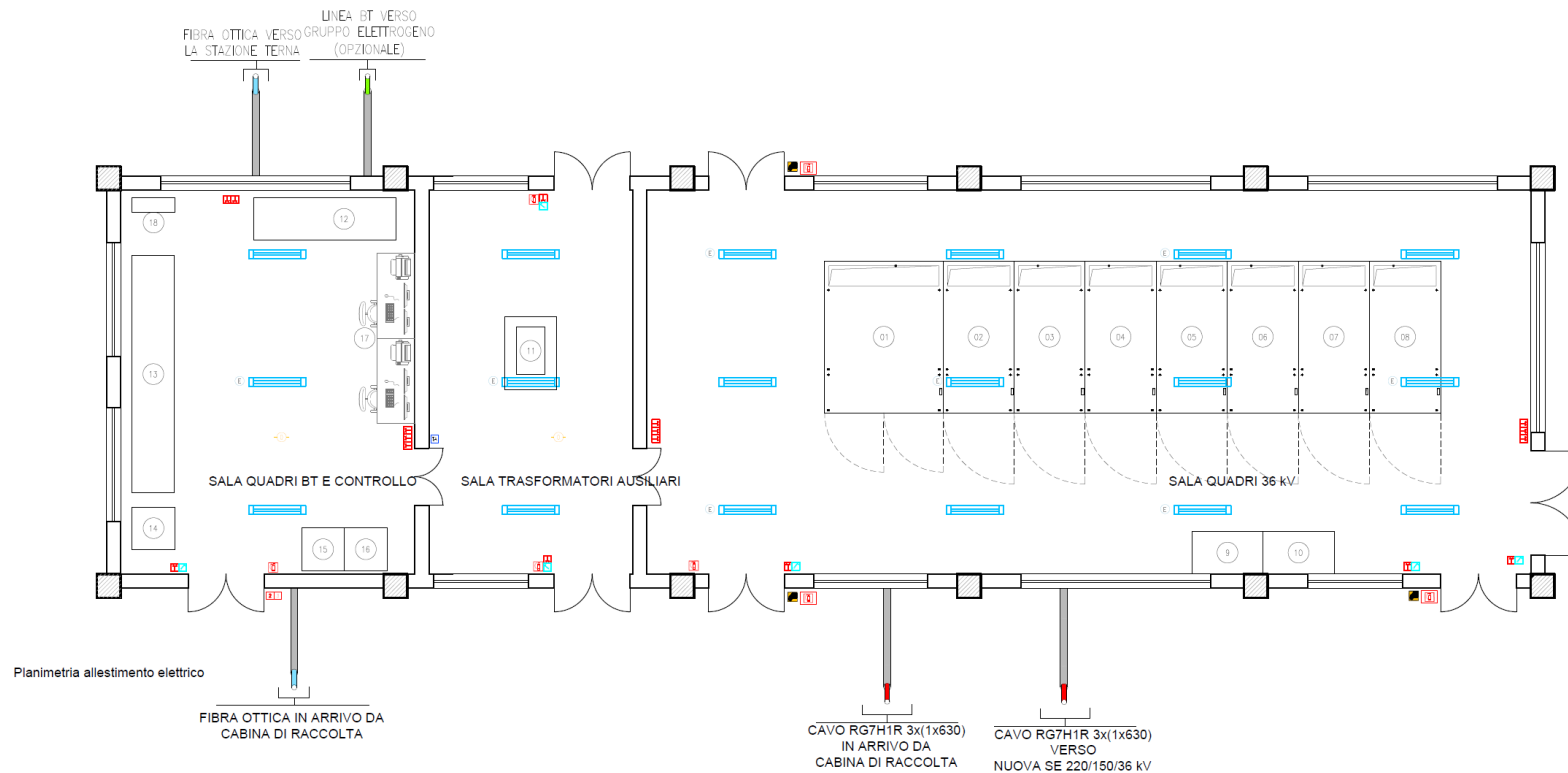 FIBRA OTTICA VERSO
LA STAZIONE TERNA
LINEA BT VERSO
GRUPPO ELETTROGENO
(OPZIONALE)
18
12
E
E
01
02
03
04
05
06
07
08
17
11
13
E
E
E
E
SALA QUADRI BT E CONTROLLO
SALA TRASFORMATORI AUSILIARI
SALA QUADRI 36 kV
E
E
14
15
16
9
10
Planimetria allestimento elettrico
FIBRA OTTICA IN ARRIVO DA
CABINA DI RACCOLTA
CAVO RG7H1R 3x(1x630)
IN ARRIVO DA
CABINA DI RACCOLTA
CAVO RG7H1R 3x(1x630)
VERSO
NUOVA SE 220/150/36 kV